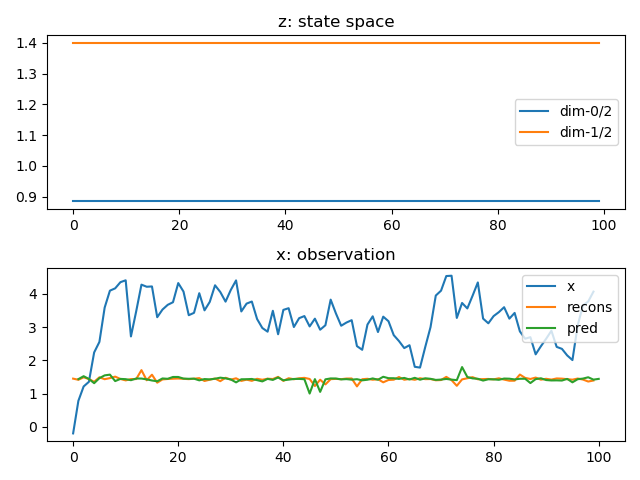 z: state space
1.4
1.3
1.2
1.1
1.0
0.9
dim-0/2
dim-1/2
0 20 40 60 80 100
x: observation
4
3
2
1
0
x
recons
pred
0 20 40 60 80 100